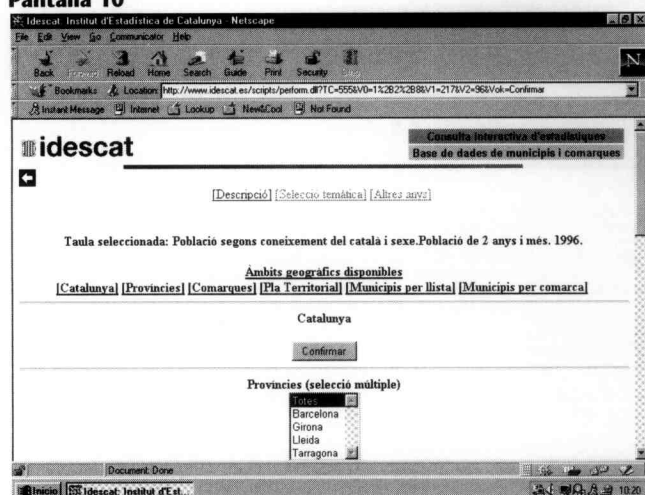 Pantalla 10
Idescat: Institut d'Estadística de Catalunya - Netscape
File Edit View Go Communicator Help
Back Forward Reload Home Search Guide Print Security Stop
N
Bookmarks Location: http://www.idescat.es/scripts/perform.dll?TC=555&V0=1%2B2%2B8&V1=217&V2=96&Vok=Confirmar
Instant Message Internet Lookup New&Cool Not Found
idescat
Consulta interactiva d'estadístiques
Base de dades de municipis i comarques
[Descripció] [Selecció temàtica] [Altres anys]
Taula seleccionada: Població segons coneixement del català i sexe.Població de 2 anys i més. 1996.
Àmbits geogràfics disponibles
[Catalunya] [Províncies] [Comarques] [Pla Territorial] [Municipis per llista] [Municipis per comarca]
Catalunya
Confirmar
Províncies (selecció múltiple)
Totes
Barcelona
Girona
Lleida
Tarragona
Document: Done
Inicio Idescat: Institut d'Est... 10:20